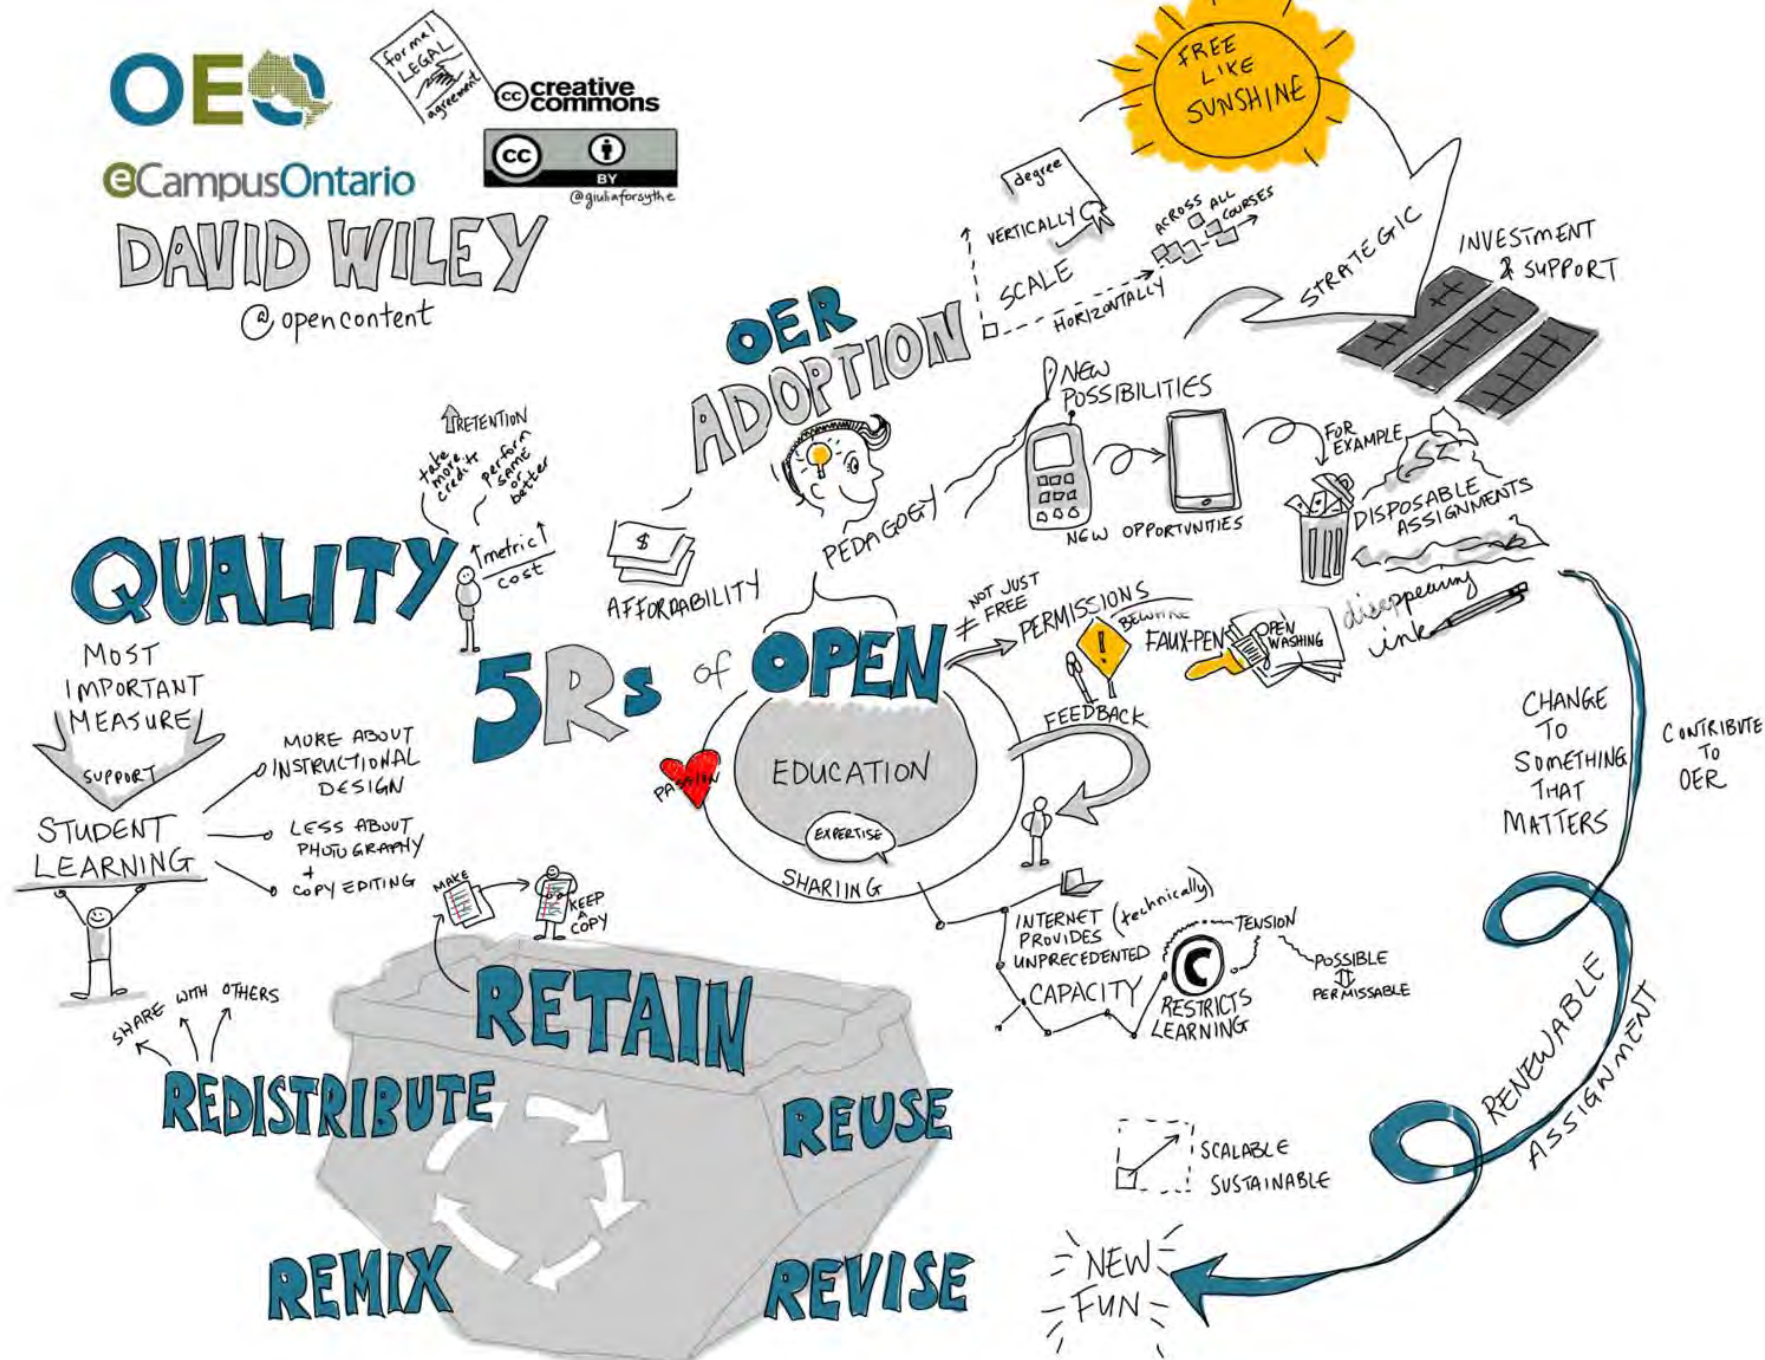 OEO
eCampusOntario
DAVID WILEY
@opencontent
formal
LEGAL
agreement
cc creative
commons
cc
BY
@giuliaforsythe
FREE
LIKE
SUNSHINE
STRATEGIC
INVESTMENT
& SUPPORT
degree
VERTICALLY
SCALE
HORIZONTALLY
ACROSS ALL
COURSES
OER
ADOPTION
$
AFFORDABILITY
PEDAGOGY
NEW
POSSIBILITIES
NEW OPPORTVNITIES
FOR
EXAMPLE
DISPOSABLE
ASSIGNMENTS
RETENTION
take
more
credits
perform
SAME
or
better
metric
cost
QUALITY
MOST
IMPORTANT
MEASURE
SUPPORT
STUDENT
LEARNING
MORE ABOUT
INSTRUCTIONAL
DESIGN
LESS ABOUT
PHOTOGRAPHY
+
COPY EDITING
5Rs of OPEN
EDUCATION
EXPERTISE
PASSION
SHARIING
≠ NOT JUST
FREE
PERMISSIONS
BEWARE
!
FAUX-PEN
OPEN
WASHING
disappearing
ink
FEEDBACK
INTERNET (technically)
PROVIDES
UNPRECEDENTED
CAPACITY
C
RESTRICTS
LEARNING
TENSION
POSSIBLE
PERMISSABLE
CHANGE
TO
SOMETHING
THAT
MATTERS
CONTRIBUTE
TO
OER
RENEWABLE
ASSIGNMENT
SCALABLE
SUSTAINABLE
NEW
FUN
MAKE
KEEP
A
COPY
RETAIN
SHARE WITH OTHERS
REDISTRIBUTE
REUSE
REMIX
REVISE